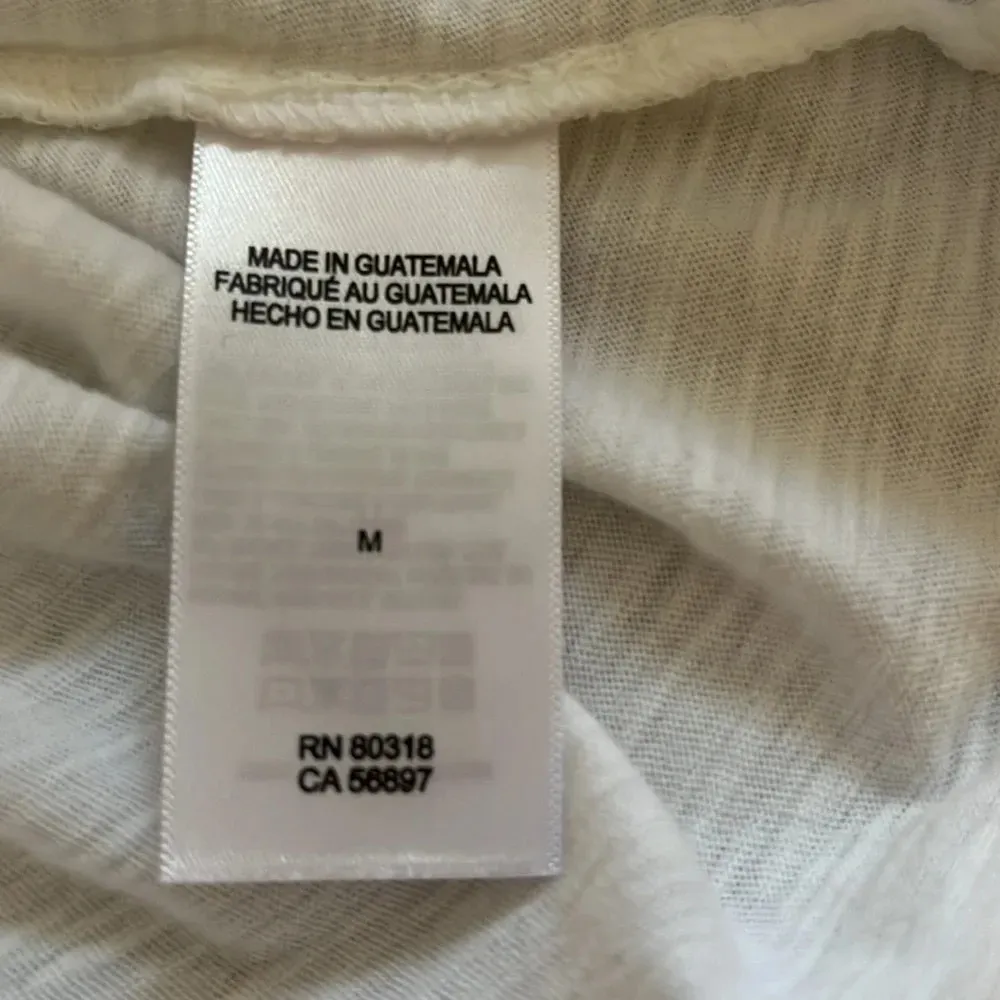 MADE IN GUATEMALA
FABRIQUÉ AU GUATEMALA
HECHO EN GUATEMALA
M
RN 80318
CA 56897